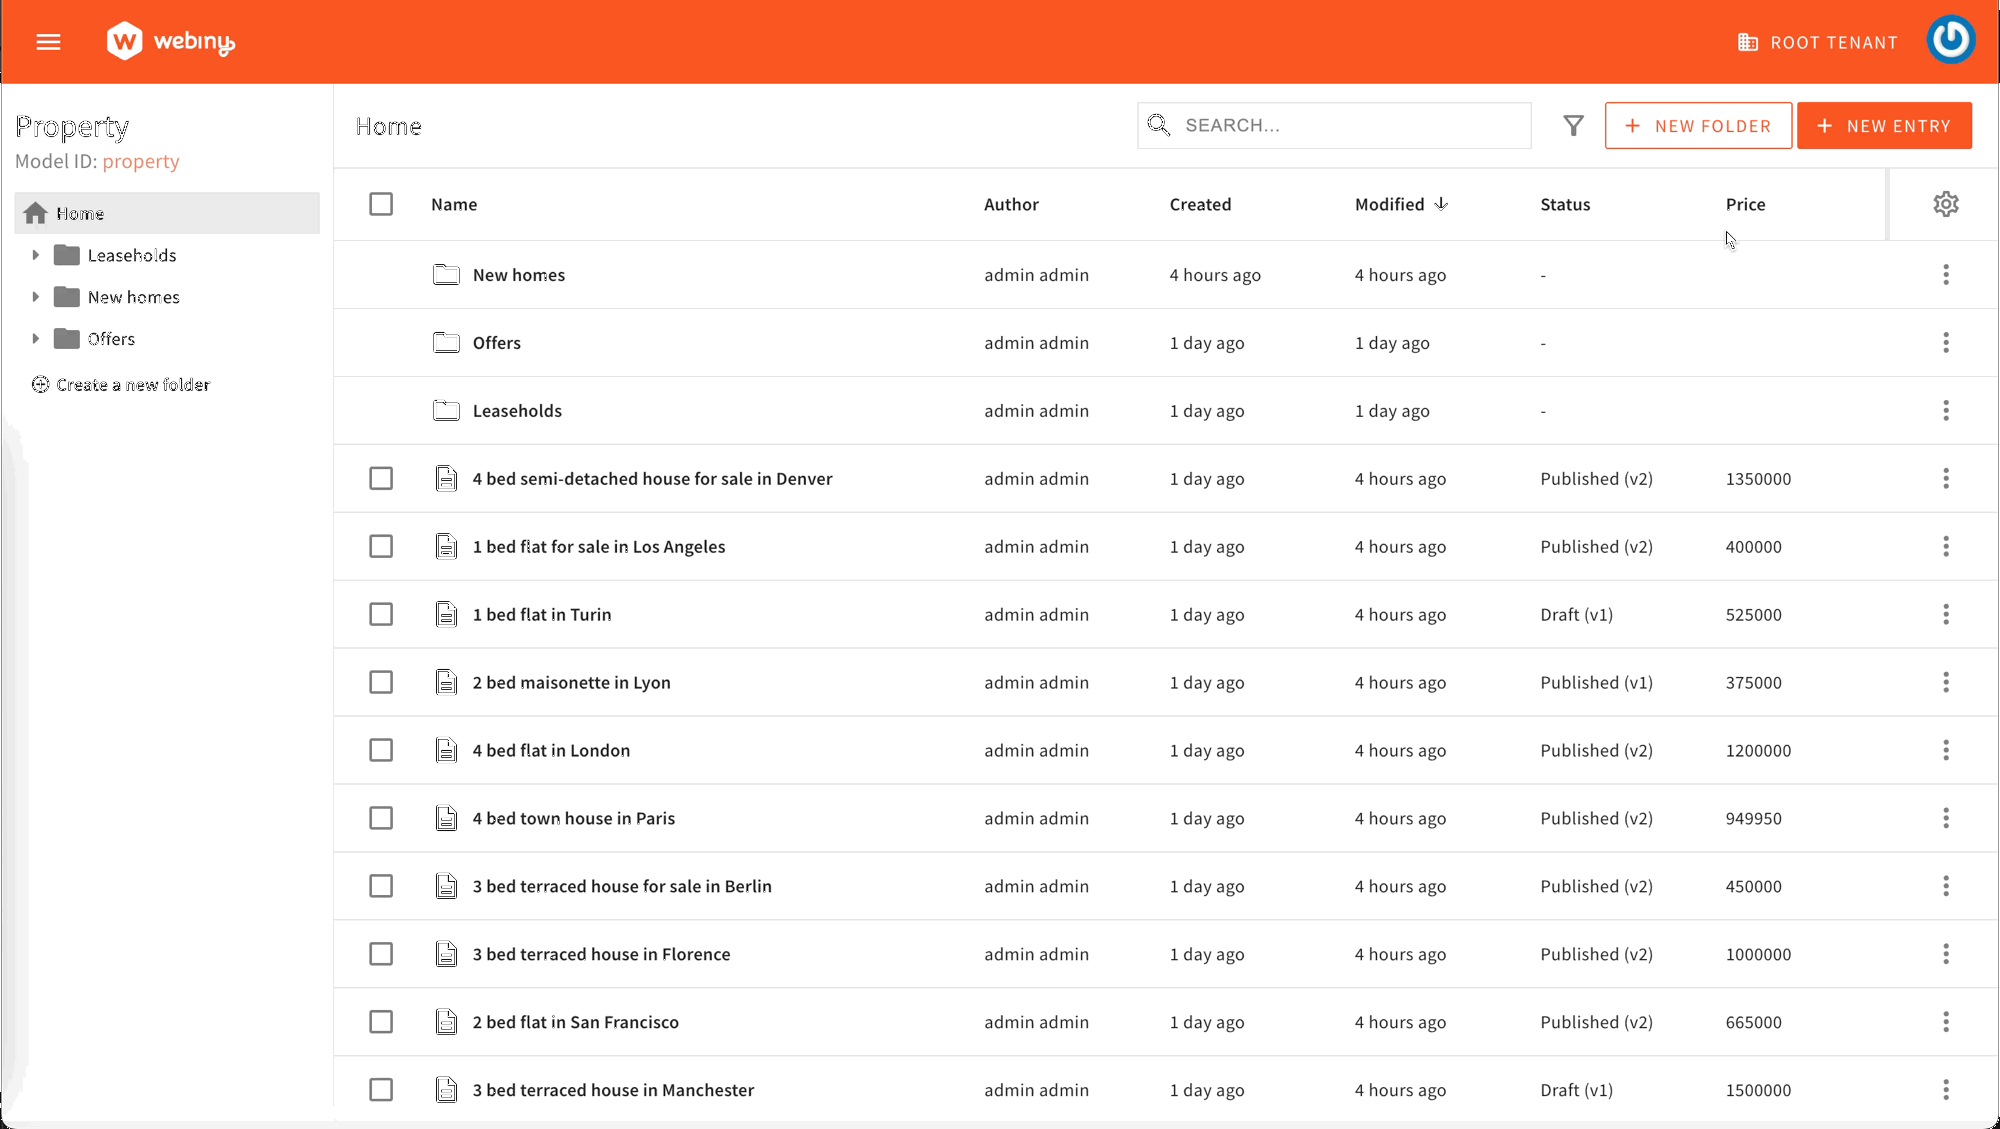 webiny
ROOT TENANT
Property
Model ID: property
Home
Leaseholds
New homes
Offers
Create a new folder
Home
SEARCH...
+ NEW FOLDER
+ NEW ENTRY
Name Author Created Modified Status Price
New homes admin admin 4 hours ago 4 hours ago -
Offers admin admin 1 day ago 1 day ago -
Leaseholds admin admin 1 day ago 1 day ago -
4 bed semi-detached house for sale in Denver admin admin 1 day ago 4 hours ago Published (v2) 1350000
1 bed flat for sale in Los Angeles admin admin 1 day ago 4 hours ago Published (v2) 400000
1 bed flat in Turin admin admin 1 day ago 4 hours ago Draft (v1) 525000
2 bed maisonette in Lyon admin admin 1 day ago 4 hours ago Published (v1) 375000
4 bed flat in London admin admin 1 day ago 4 hours ago Published (v2) 1200000
4 bed town house in Paris admin admin 1 day ago 4 hours ago Published (v2) 949950
3 bed terraced house for sale in Berlin admin admin 1 day ago 4 hours ago Published (v2) 450000
3 bed terraced house in Florence admin admin 1 day ago 4 hours ago Published (v2) 1000000
2 bed flat in San Francisco admin admin 1 day ago 4 hours ago Published (v2) 665000
3 bed terraced house in Manchester admin admin 1 day ago 4 hours ago Draft (v1) 1500000